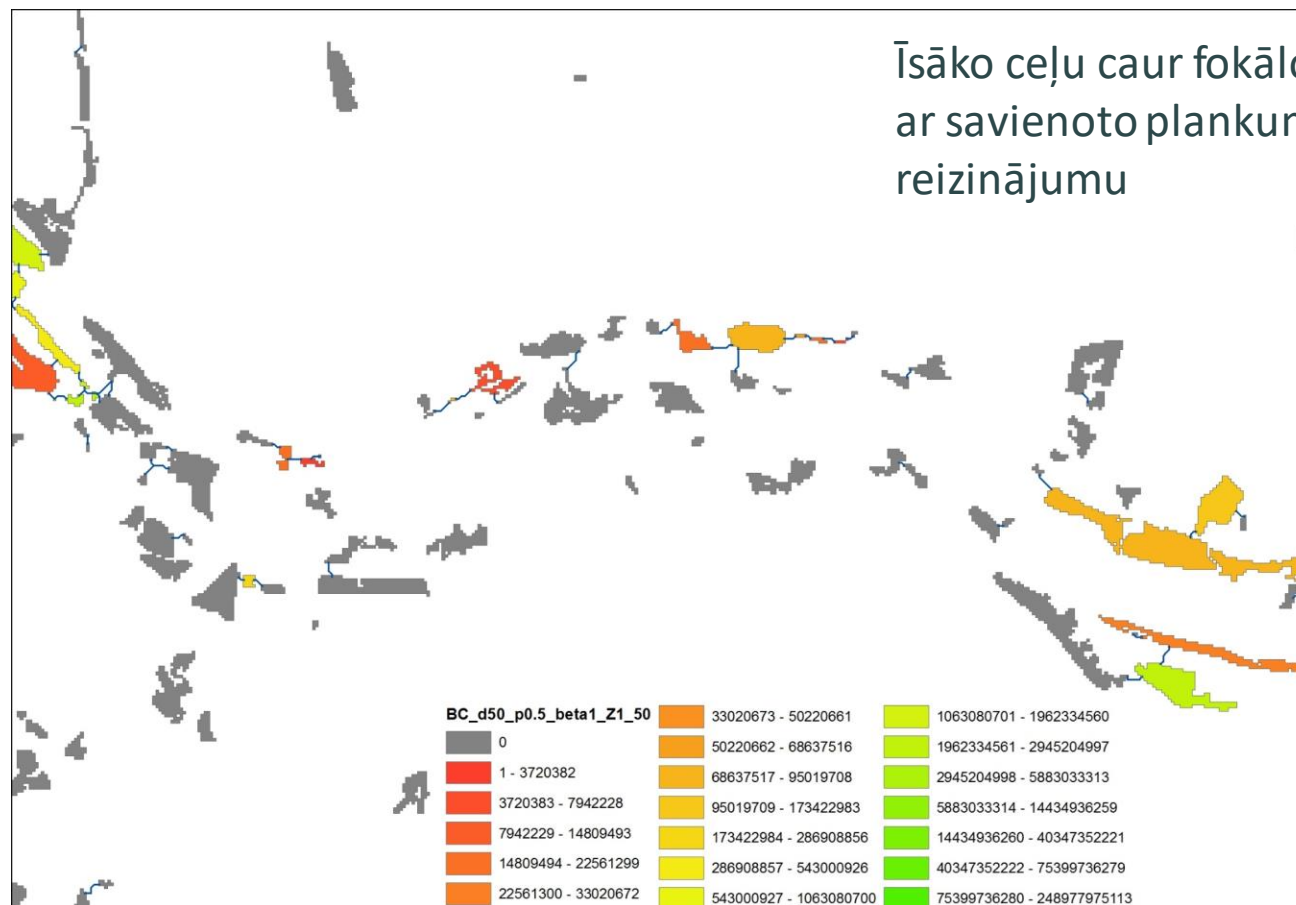 Īsāko ceļu caur
ar savienoto
reizinājumu
BC_d50_p0.5_beta1_Z1_50
0
1 - 3720382
3720383 - 7942228
7942229 - 14809493
14809494 - 22561299
22561300 - 33020672
33020673 - 50220661
50220662 - 68637516
68637517 - 95019708
95019709 - 173422983
173422984 - 286908856
286908857 - 543000926
543000927 - 1063080700
1063080701 - 1962334560
1962334561 - 2945204997
2945204998 - 5883033313
5883033314 - 14434936259
14434936260 - 40347352221
40347352222 - 75399736279
75399736280 - 248977975113